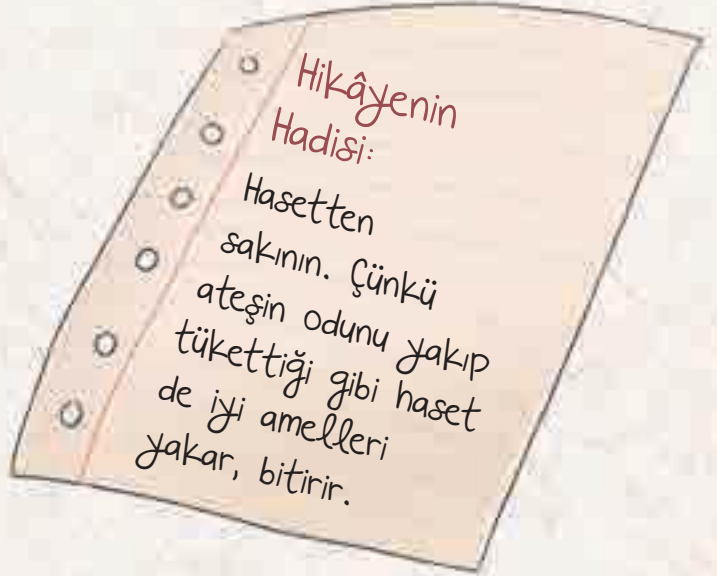 Hikâyenin
Hadisi:
Hasetten
sakının. Çünkü
ateşin odunu yakıp
tükettiği gibi haset
de iyi amelleri
yakar, bitirir.